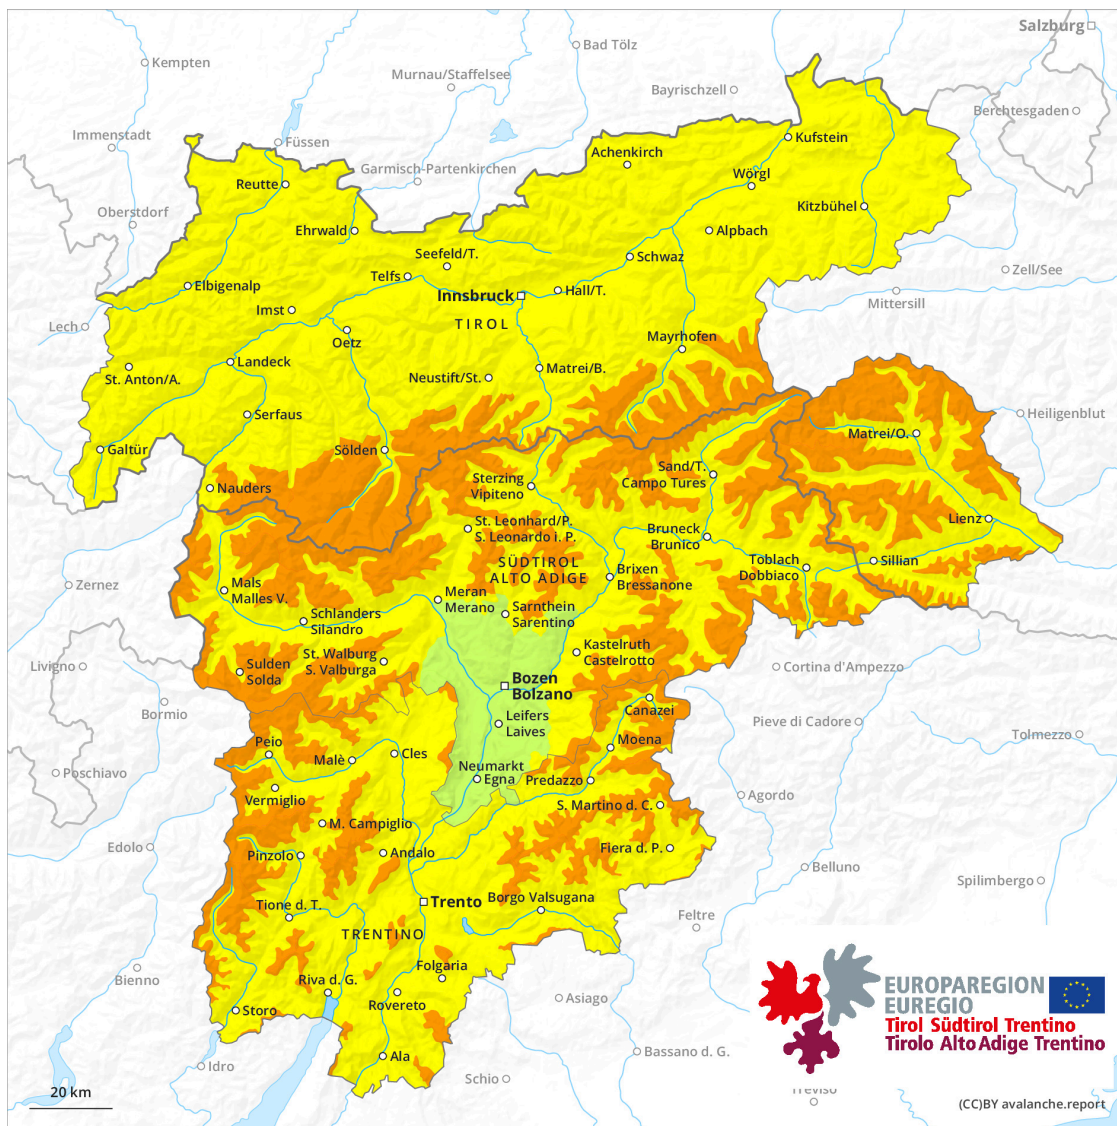 Salzburg
Bad Tölz
Kempten
Murnau/Staffelsee
Bayrischzell
Berchtesgaden
Immenstadt
Füssen
Kufstein
Achenkirch
Garmisch-Partenkirchen
Wörgl
Reutte
Kitzbühel
Oberstdorf
Ehrwald
Alpbach
Seefeld/T.
Schwaz
Zell/See
Telfs
Elbigenalp
Hall/T.
Innsbruck
Mittersill
Imst
TIROL
Lech
Oetz
Mayrhofen
Landeck
Matrei/B.
St. Anton/A.
Neustift/St.
Serfaus
Heiligenblut
Matrei/O.
Galtür
Sölden
Sand/T.
Campo Tures
Sterzing
Vipiteno
Nauders
St. Leonhard/P.
S. Leonardo i. P.
Lienz
Bruneck
Brunico
SÜDTIROL
ALTO ADIGE
Toblach
Dobbiaco
Sillian
Brixen
Bressanone
Zernez
Mals
Malles V.
Meran
Merano
Sarnthein
Sarentino
Schlanders
Silandro
Kastelruth
Castelrotto
St. Walburg
S. Valburga
Livigno
Sulden
Solda
Cortina d'Ampezzo
Bozen
Bolzano
Bormio
Canazei
Leifers
Laives
Pieve di Cadore
Tolmezzo
Peio
Moena
Cles
Malè
Poschiavo
Neumarkt
Egna
Predazzo
Vermiglio
Agordo
S. Martino d. C.
M. Campiglio
Edolo
Pinzolo
Andalo
Fiera d. P.
Belluno
Spilimbergo
Tione d. T.
Trento
Borgo Valsugana
Feltre
TRENTINO
Folgaria
Bienno
Riva d. G.
Rovereto
Asiago
Storo
EUROPAREGION
EUREGIO
Tirol Südtirol Trentino
Tirolo Alto Adige Trentino
Ala
Idro
Bassano d. G.
Schio
Treviso
20 km
(CC)BY avalanche.report